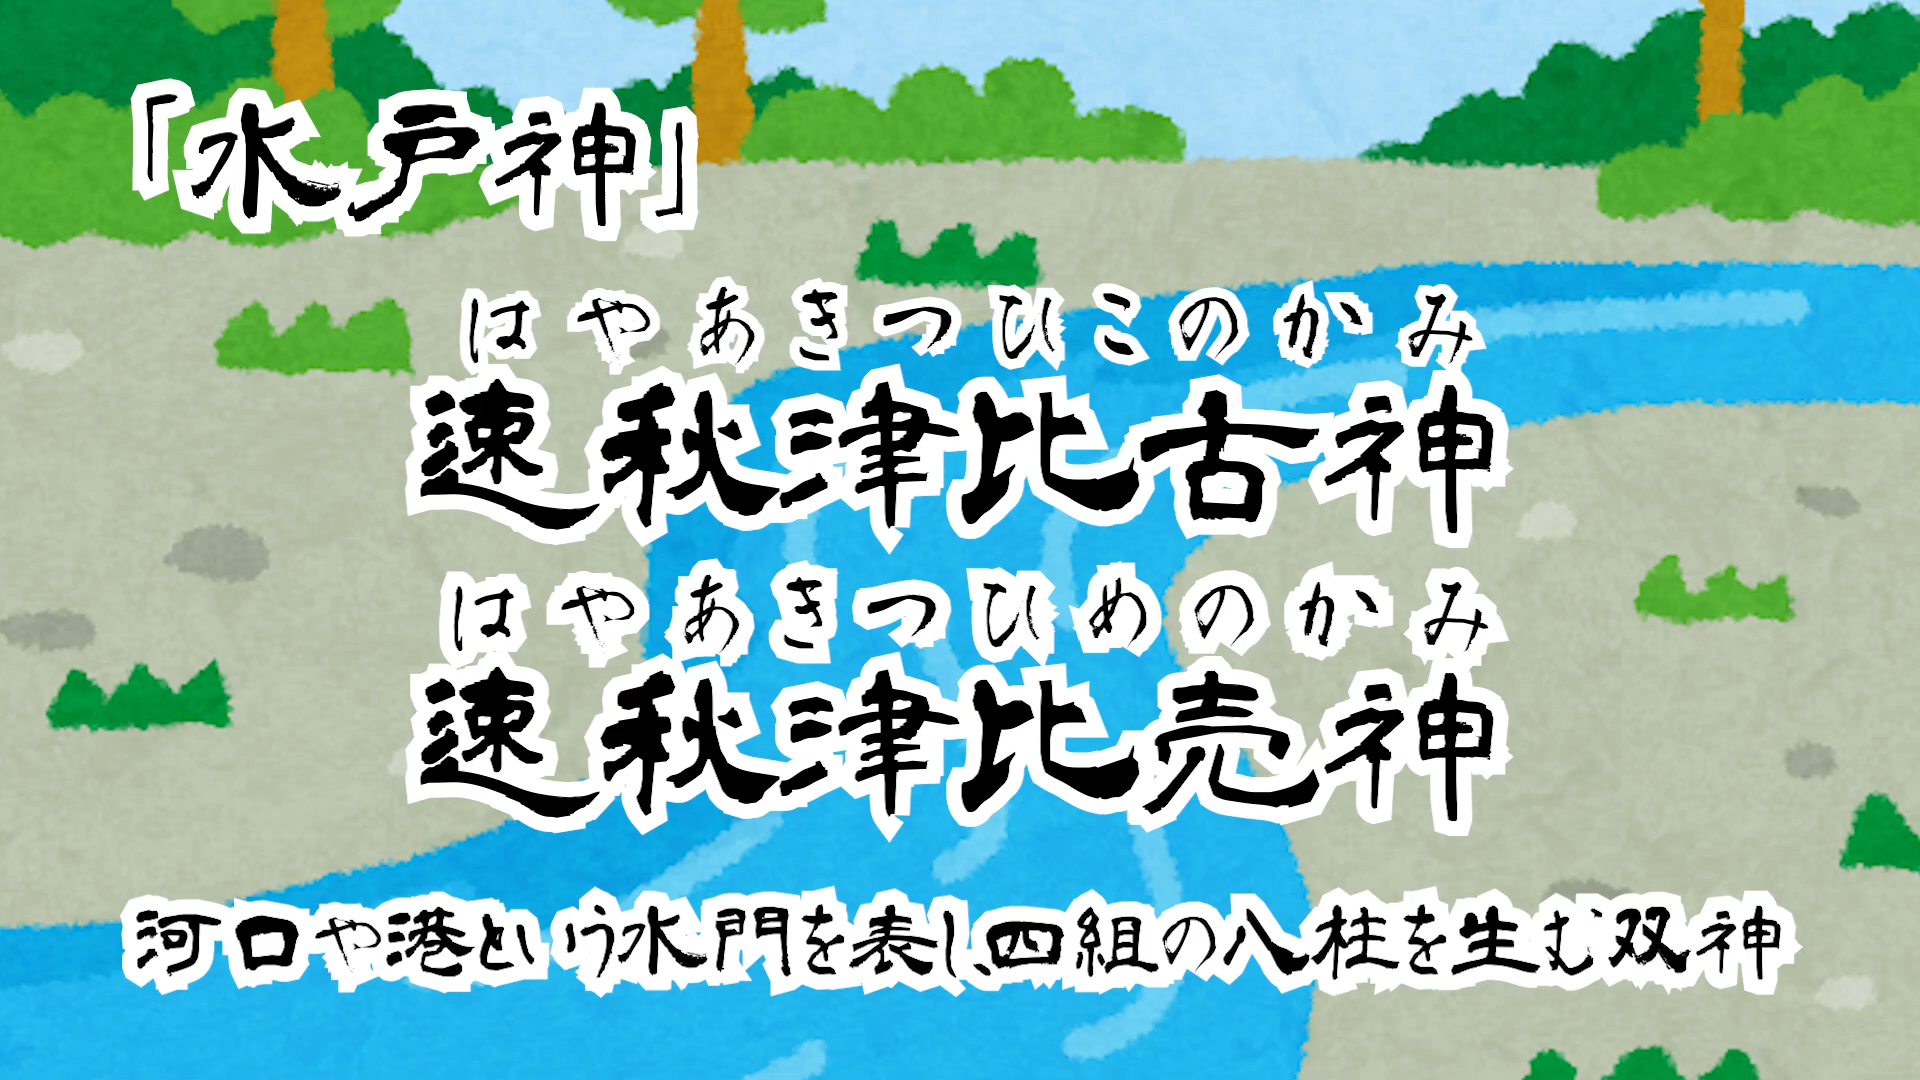 「水戸神」
はやあきつひこのかみ
速秋津比古神
はやあきつひめのかみ
速秋津比売神
河口や港という水門を表し、四組の八柱を生む双神